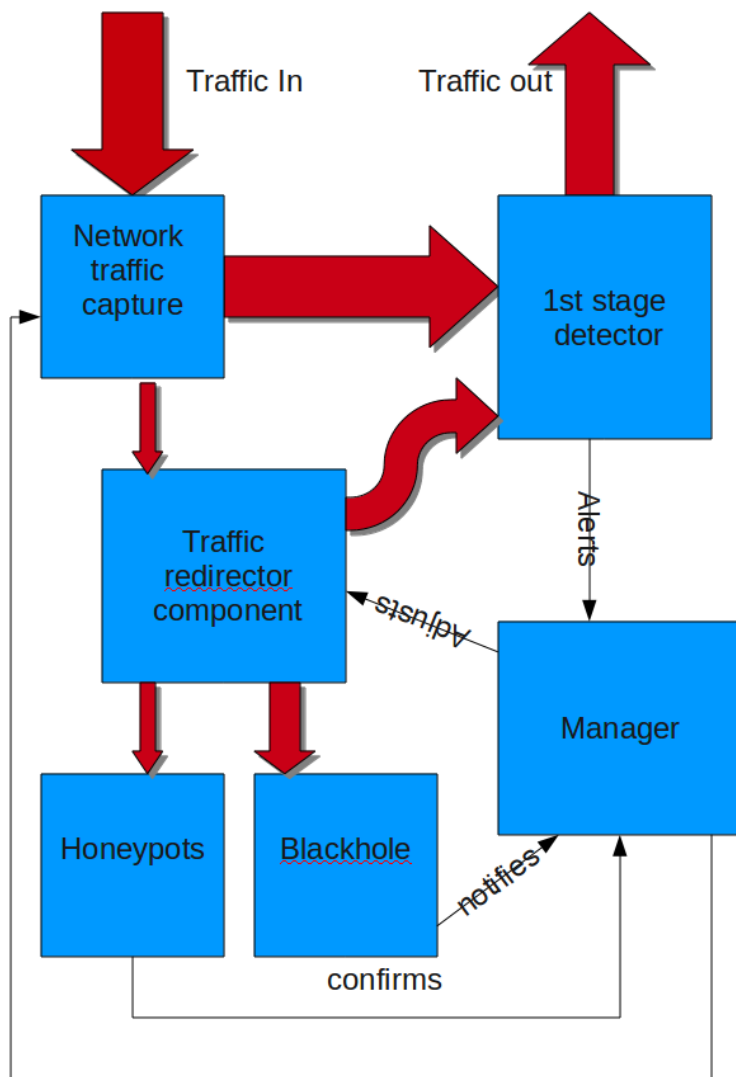 Traffic In
Traffic out
Network
traffic
capture
1st stage
detector
Alerts
Traffic
redirector
component
Adjusts
Manager
Honeypots
Blackhole
notifies
confirms